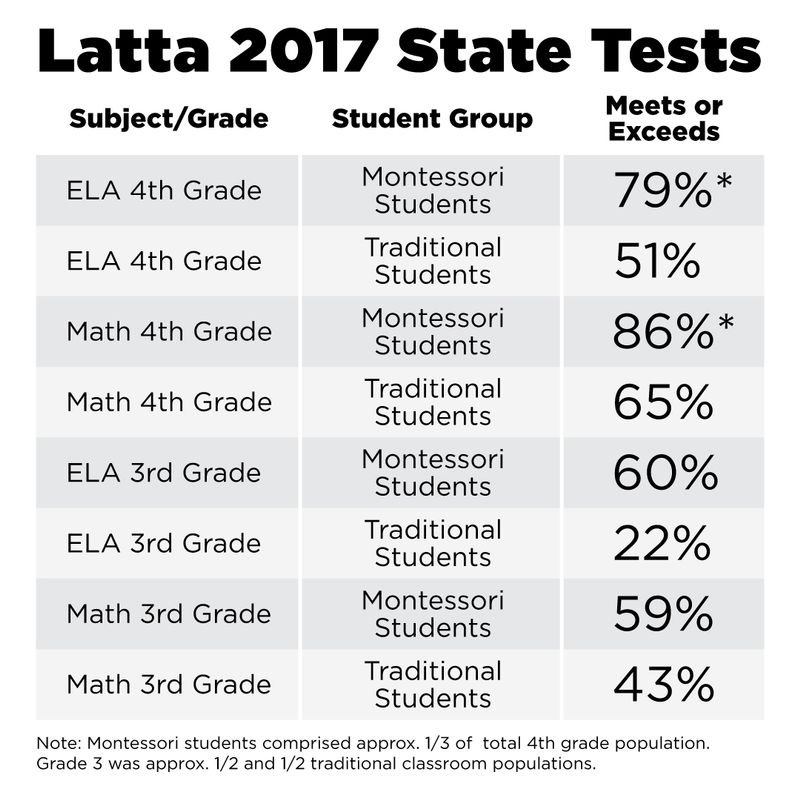 Latta 2017 State Tests
Subject/Grade Student Group Meets or
Exceeds
ELA 4th Grade Montessori
Students 79%*
ELA 4th Grade Traditional
Students 51%
Math 4th Grade Montessori
Students 86%*
Math 4th Grade Traditional
Students 65%
ELA 3rd Grade Montessori
Students 60%
ELA 3rd Grade Traditional
Students 22%
Math 3rd Grade Montessori
Students 59%
Math 3rd Grade Traditional
Students 43%
Note: Montessori students comprised approx. 1/3 of total 4th grade population.
Grade 3 was approx. 1/2 and 1/2 traditional classroom populations.